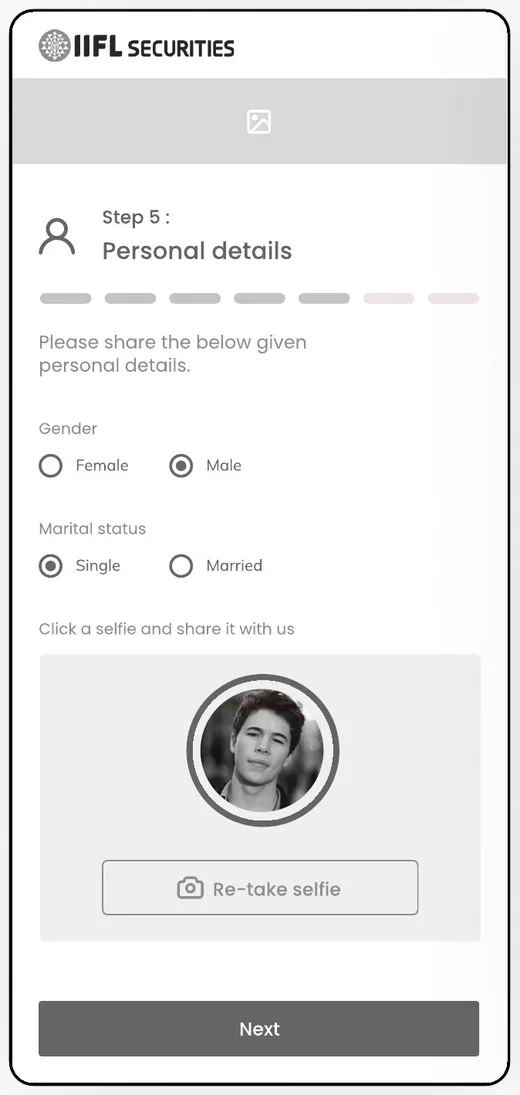 IIFL SECURITIES
Step 5 :
Personal details
Please share the below given
personal details.
Gender
Female Male
Marital status
Single Married
Click a selfie and share it with us
Re-take selfie
Next